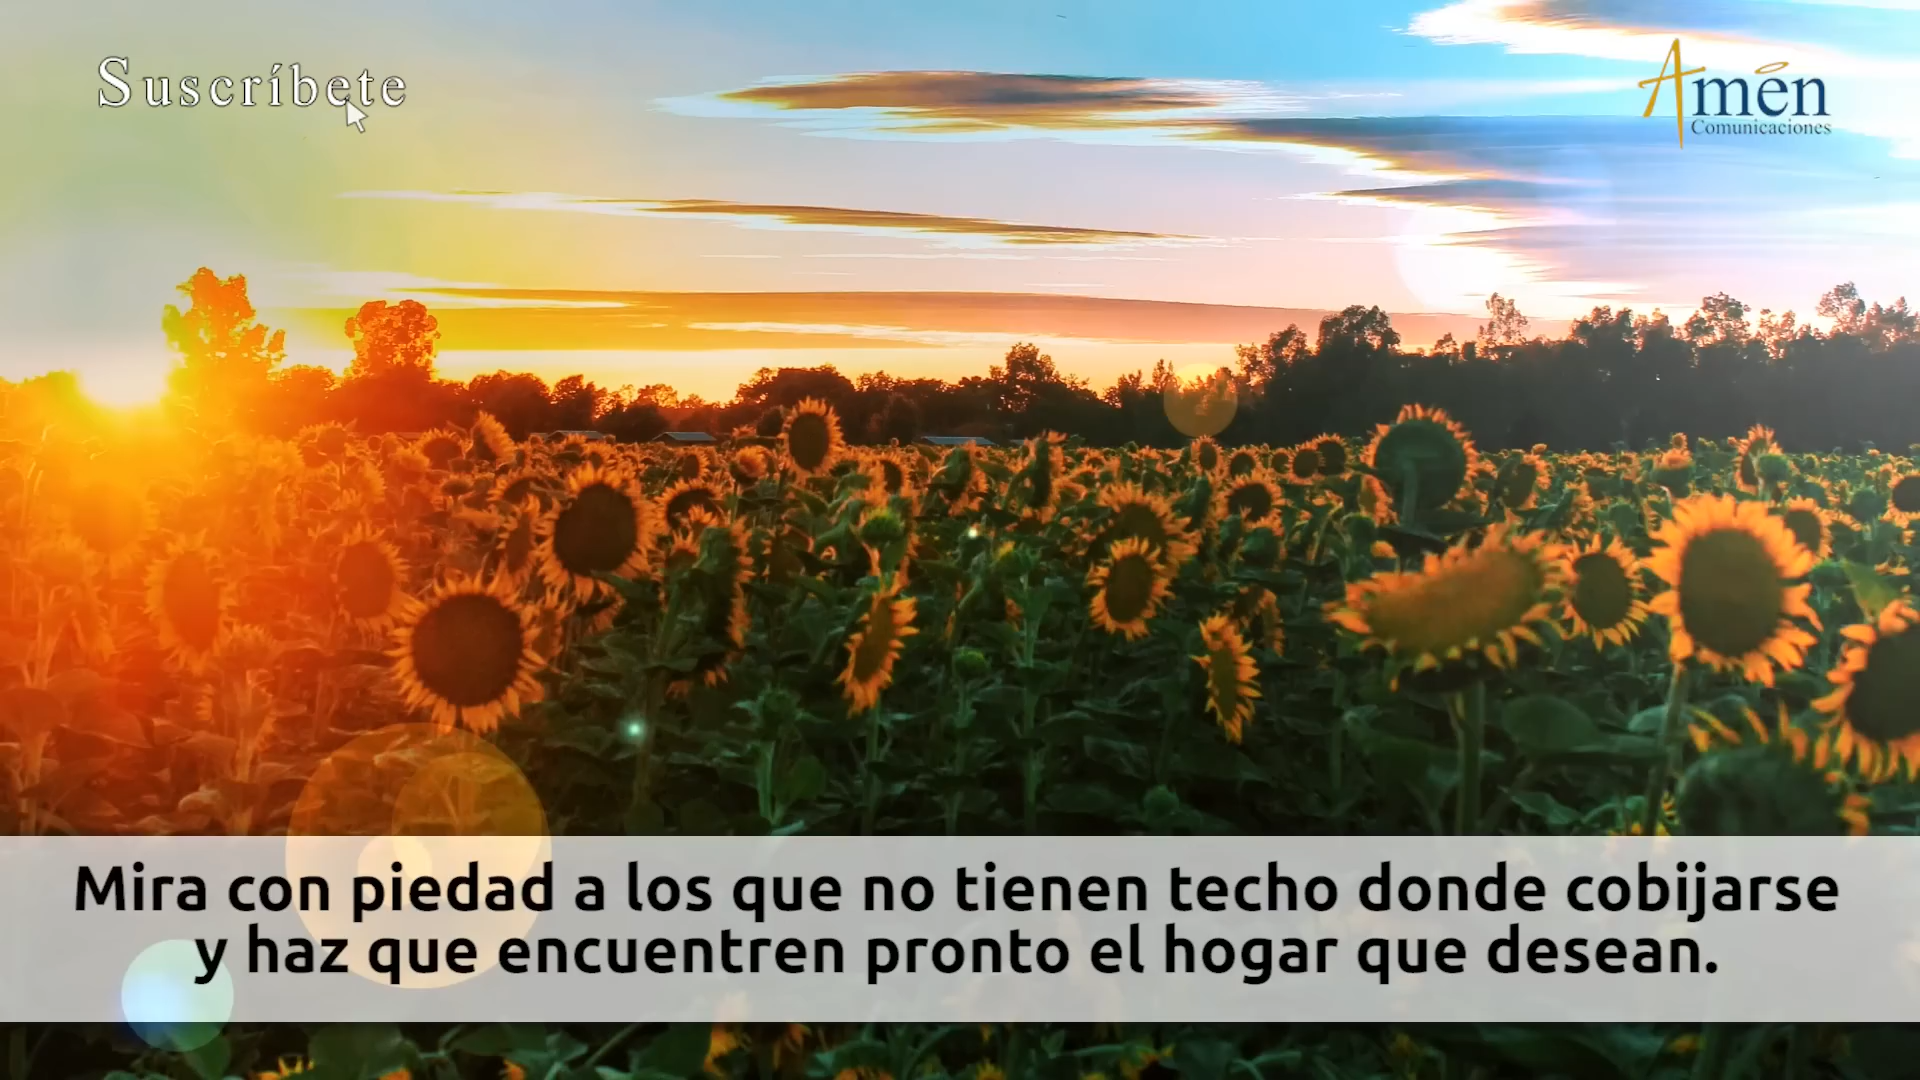 Suscríbete
Amén
Comunicaciones
Mira con piedad a los que no tienen techo donde cobijarse
y haz que encuentren pronto el hogar que desean.